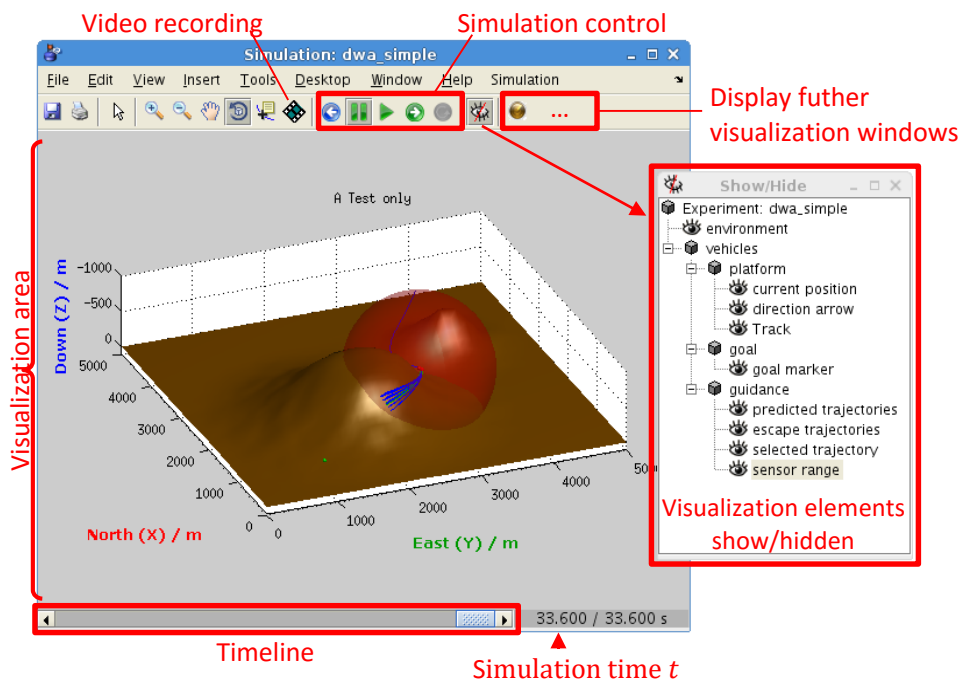 Video recording
Simulation control
Simulation: dwa_simple
File Edit View Insert Tools Desktop Window Help Simulation
...
Display futher
visualization windows
Visualization area
A Test only
Down (Z) / m
-1000
-500
0
5000
4000
3000
2000
1000
0
North (X) / m
0
1000
2000
3000
4000
5000
East (Y) / m
Show/Hide
Experiment: dwa_simple
environment
vehicles
platform
current position
direction arrow
Track
goal
goal marker
guidance
predicted trajectories
escape trajectories
selected trajectory
sensor range
Visualization elements
show/hidden
33.600 / 33.600 s
Timeline
Simulation time t